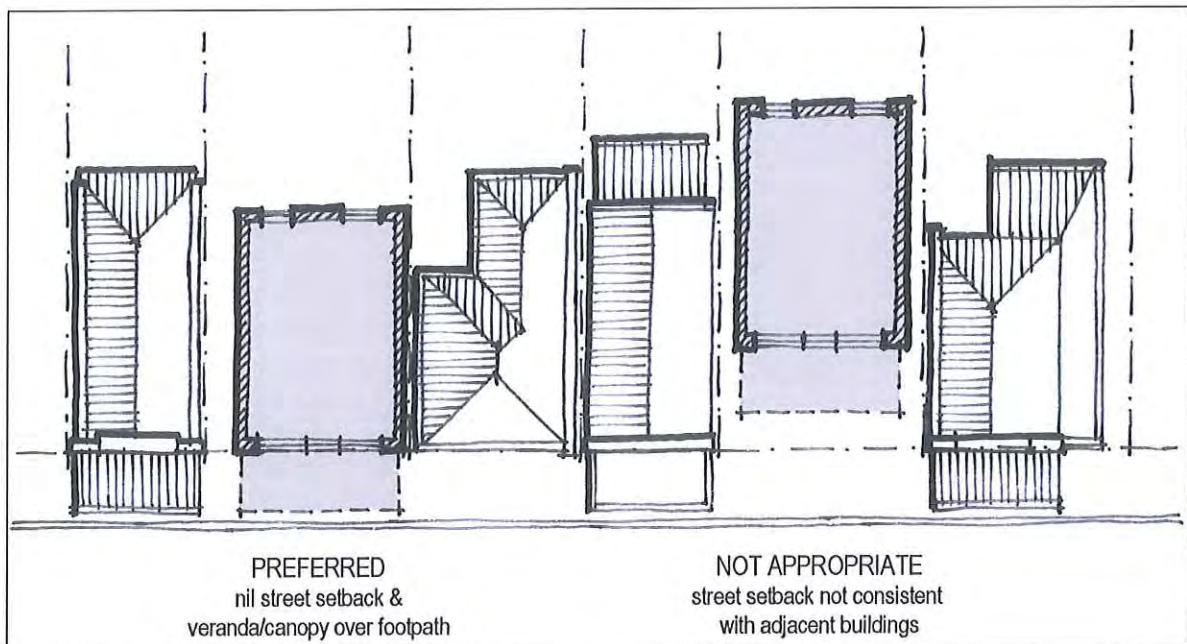 PREFERRED
nil street setback &
veranda/canopy over footpath
NOT APPROPRIATE
street setback not consistent
with adjacent buildings